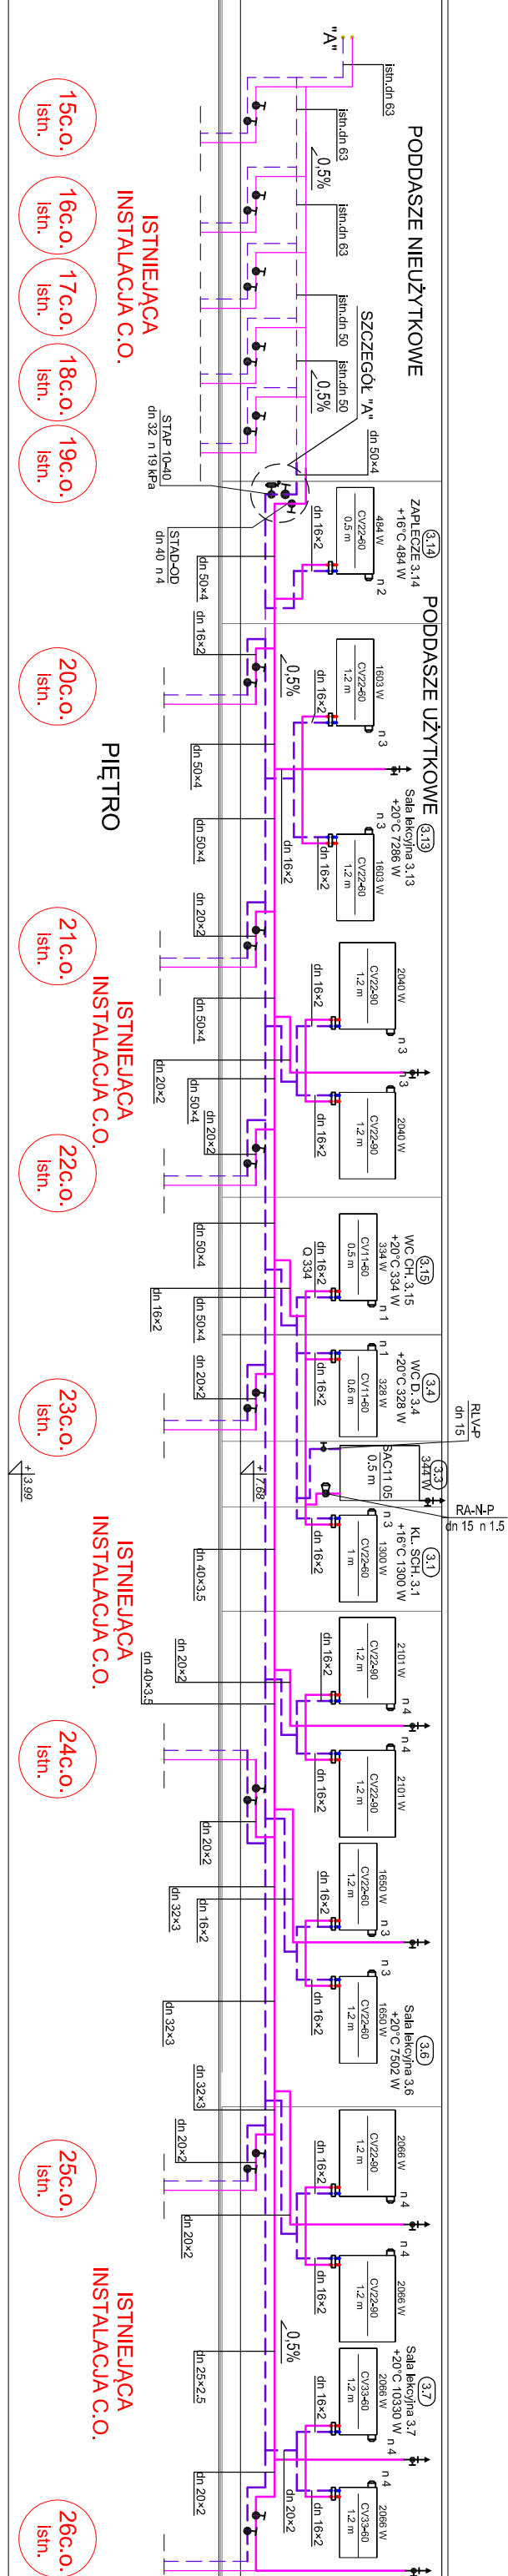 "A"
istn.dn 63
PODDASZE NIEUŻYTKOWE
istn.dn 63
0,5%
istn.dn 63
istn.dn 50
istn.dn 50
0,5%
SZCZEGÓŁ "A"
dn 50×4
15c.o.
istn.
16c.o.
istn.
17c.o.
istn.
18c.o.
istn.
19c.o.
istn.
ISTNIEJĄCA
INSTALACJA C.O.
STAP 10-40
dn 32 n 19 kPa
STAD-OD
dn 40 n 4
3.14
ZAPLECZE 3.14
+16°C 484 W
484 W
CV22-60
0.5 m
n 2
dn 16×2
dn 50×4
dn 16×2
PODDASZE UŻYTKOWE
20c.o.
istn.
0,5%
1603 W
CV22-60
1.2 m
n 3
dn 16×2
dn 50×4
PIĘTRO
3.13
Sala lekcyjna 3.13
+20°C 7286 W
n 3
1603 W
CV22-60
1.2 m
dn 16×2
dn 16×2
dn 50×4
dn 20×2
21c.o.
istn.
2040 W
CV22-90
1.2 m
n 3
dn 16×2
dn 50×4
dn 20×2
n 3
2040 W
CV22-90
1.2 m
dn 16×2
dn 50×4
dn 20×2
ISTNIEJĄCA
INSTALACJA C.O.
22c.o.
istn.
3.15
WC CH. 3.15
+20°C 334 W
334 W
CV11-60
0.5 m
n 1
dn 16×2
Q 334
dn 50×4
dn 16×2
dn 50×4
3.4
WC D. 3.4
+20°C 328 W
n 1
328 W
CV11-60
0.6 m
dn 16×2
dn 20×2
23c.o.
istn.
RLV-P
dn 15
3.3
344 W
SAC11 05
0.5 m
RA-N-P
dn 15 n 1.5
+ 7.68
+ 3.99
3.1
KL. SCH. 3.1
+16°C 1300 W
n 3
1300 W
CV22-60
1 m
dn 16×2
dn 40×3.5
ISTNIEJĄCA
INSTALACJA C.O.
2101 W
CV22-90
1.2 m
n 4
dn 16×2
dn 20×2
dn 40×3.5
n 4
2101 W
CV22-90
1.2 m
dn 16×2
24c.o.
istn.
dn 20×2
1650 W
CV22-60
1.2 m
n 3
dn 16×2
dn 32×3
dn 16×2
3.6
Sala lekcyjna 3.6
+20°C 7502 W
n 3
1650 W
CV22-60
1.2 m
dn 16×2
dn 32×3
dn 32×3
dn 20×2
25c.o.
istn.
2066 W
CV22-90
1.2 m
n 4
dn 16×2
dn 20×2
n 4
2066 W
CV22-90
1.2 m
dn 16×2
ISTNIEJĄCA
INSTALACJA C.O.
0,5%
3.7
Sala lekcyjna 3.7
+20°C 10330 W
2066 W
CV33-60
1.2 m
n 4
dn 16×2
dn 25×2.5
n 4
2066 W
CV33-60
1.2 m
dn 16×2
dn 20×2
dn 20×2
26c.o.
istn.